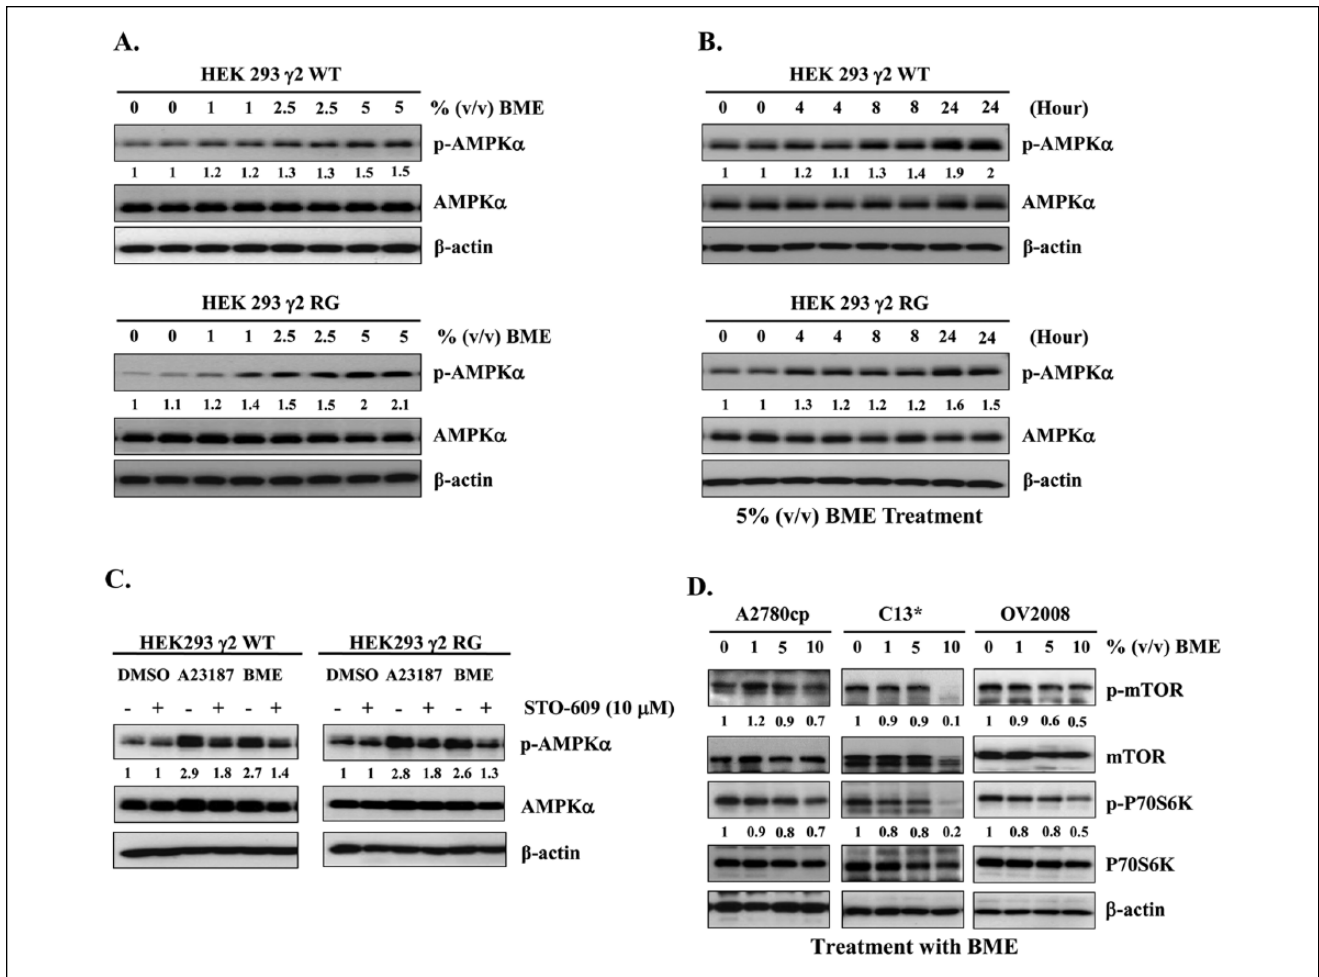 A.
HEK 293 γ2 WT
0 0 1 1 2.5 2.5 5 5 % (v/v) BME
p-AMPKα
1 1 1.2 1.2 1.3 1.3 1.5 1.5
AMPKα
β-actin
HEK 293 γ2 RG
0 0 1 1 2.5 2.5 5 5 % (v/v) BME
p-AMPKα
1 1.1 1.2 1.4 1.5 1.5 2 2.1
AMPKα
β-actin
B.
HEK 293 γ2 WT
0 0 4 4 8 8 24 24 (Hour)
p-AMPKα
1 1 1.2 1.1 1.3 1.4 1.9 2
AMPKα
β-actin
HEK 293 γ2 RG
0 0 4 4 8 8 24 24 (Hour)
p-AMPKα
1 1 1.3 1.2 1.2 1.2 1.6 1.5
AMPKα
β-actin
5% (v/v) BME Treatment
C.
HEK293 γ2 WT HEK293 γ2 RG
DMSO A23187 BME DMSO A23187 BME
- + - + - + - + - + - + STO-609 (10 μM)
p-AMPKα
1 1 2.9 1.8 2.7 1.4 1 1 2.8 1.8 2.6 1.3
AMPKα
β-actin
D.
A2780cp C13* OV2008
0 1 5 10 0 1 5 10 0 1 5 10 % (v/v) BME
p-mTOR
1 1.2 0.9 0.7 1 0.9 0.9 0.1 1 0.9 0.6 0.5
mTOR
p-P70S6K
1 0.9 0.8 0.7 1 0.8 0.8 0.2 1 0.8 0.8 0.5
P70S6K
β-actin
Treatment with BME